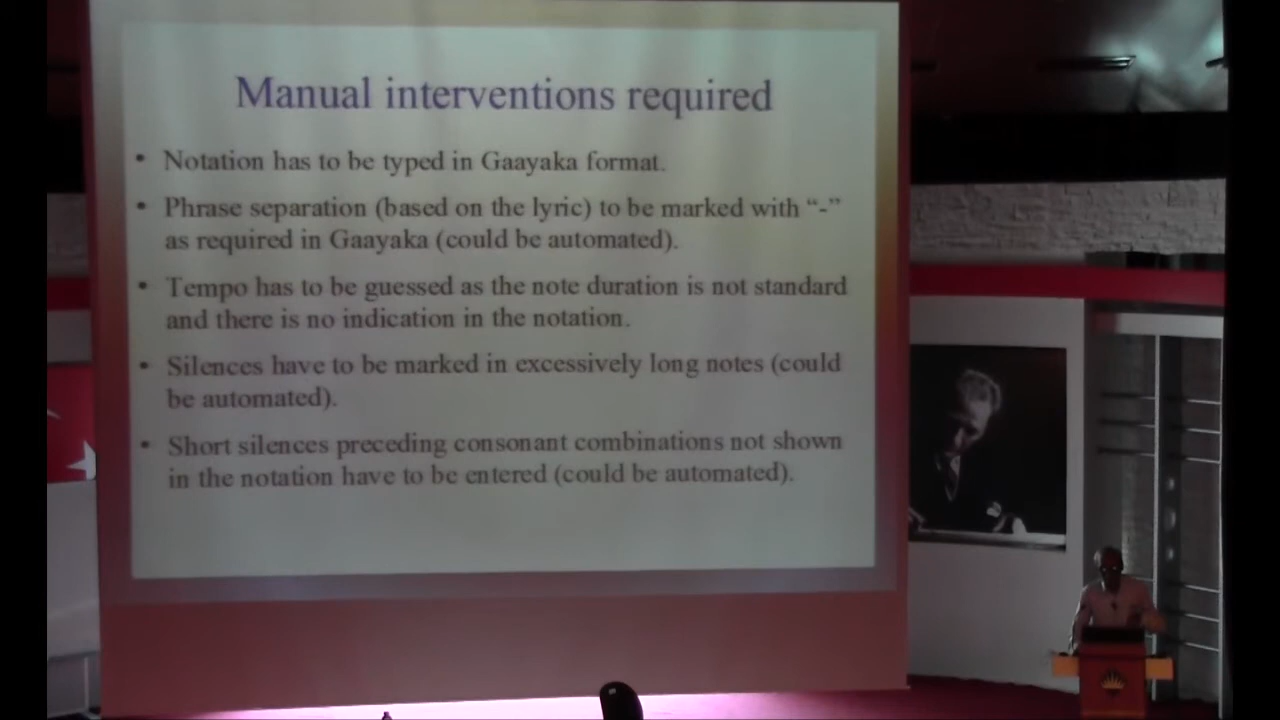 Manual interventions required
• Notation has to be typed in Gaayaka format.
• Phrase separation (based on the lyric) to be marked with “-”
as required in Gaayaka (could be automated).
• Tempo has to be guessed as the note duration is not standard
and there is no indication in the notation.
• Silences have to be marked in excessively long notes (could
be automated).
• Short silences preceding consonant combinations not shown
in the notation have to be entered (could be automated).